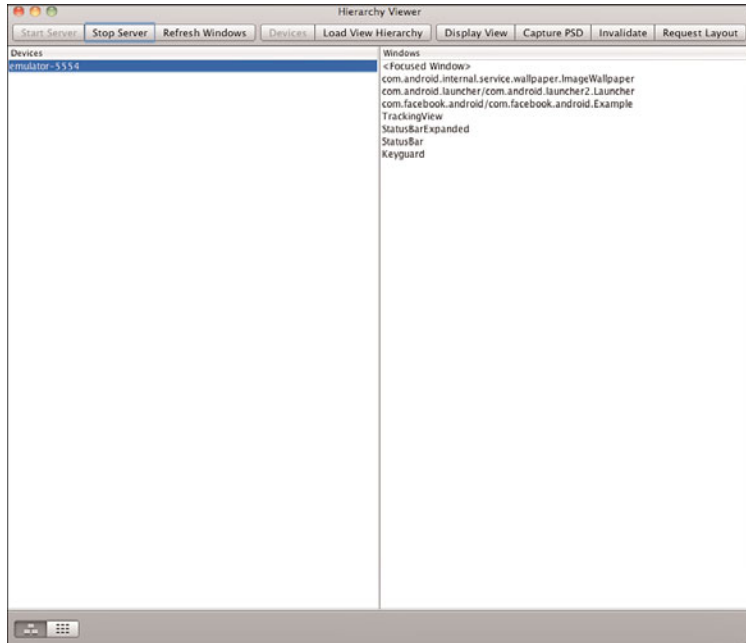 Hierarchy Viewer
Start Server Stop Server Refresh Windows Devices Load View Hierarchy Display View Capture PSD Invalidate Request Layout
Devices
emulator-5554
Windows
<Focused Window>
com.android.internal.service.wallpaper.ImageWallpaper
com.android.launcher/com.android.launcher2.Launcher
com.facebook.android/com.facebook.android.Example
TrackingView
StatusBarExpanded
StatusBar
Keyguard